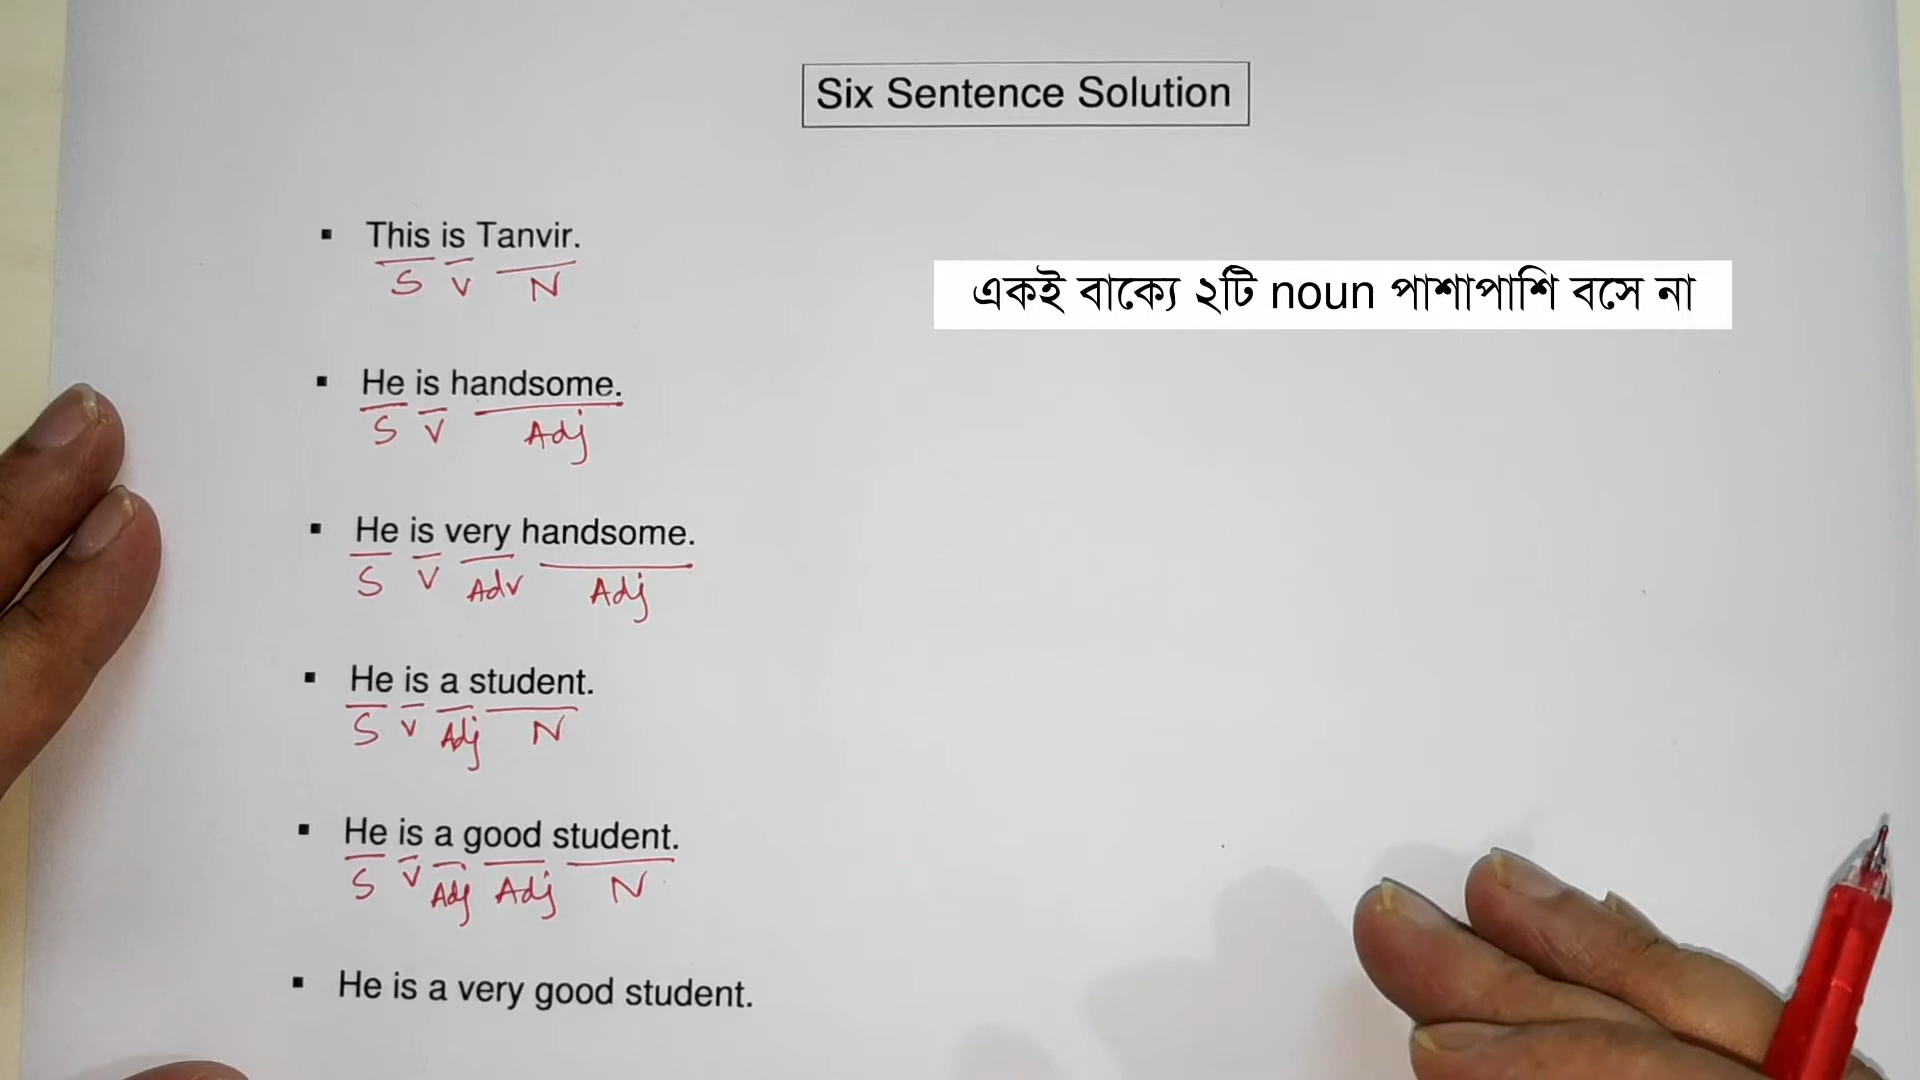 Six Sentence Solution
▪ This is Tanvir.
S V N
একই বাক্যে ২টি noun পাশাপাশি বসে না
▪ He is handsome.
S V Adj
▪ He is very handsome.
S V Adv Adj
▪ He is a student.
S V Adj N
▪ He is a good student.
S V Adj Adj N
▪ He is a very good student.